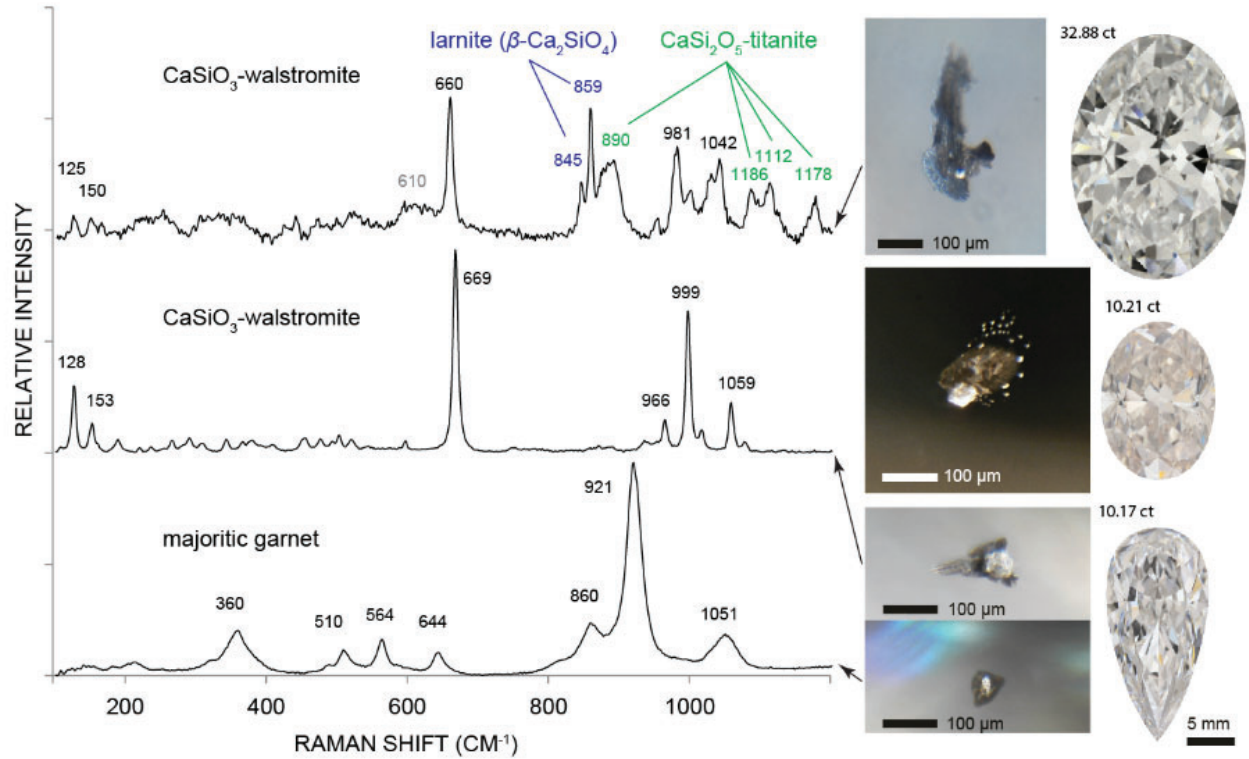 RELATIVE INTENSITY
larnite (β-Ca₂SiO₄)
CaSi₂O₅-titanite
CaSiO₃-walstromite
660
859
845
890
981
1042
1112
1186
1178
125
150
610
CaSiO₃-walstromite
669
999
128
153
966
1059
majoritic garnet
921
360
510
564
644
860
1051
200
400
600
800
1000
RAMAN SHIFT (CM⁻¹)
32.88 ct
100 µm
10.21 ct
100 µm
10.17 ct
100 µm
100 µm
5 mm